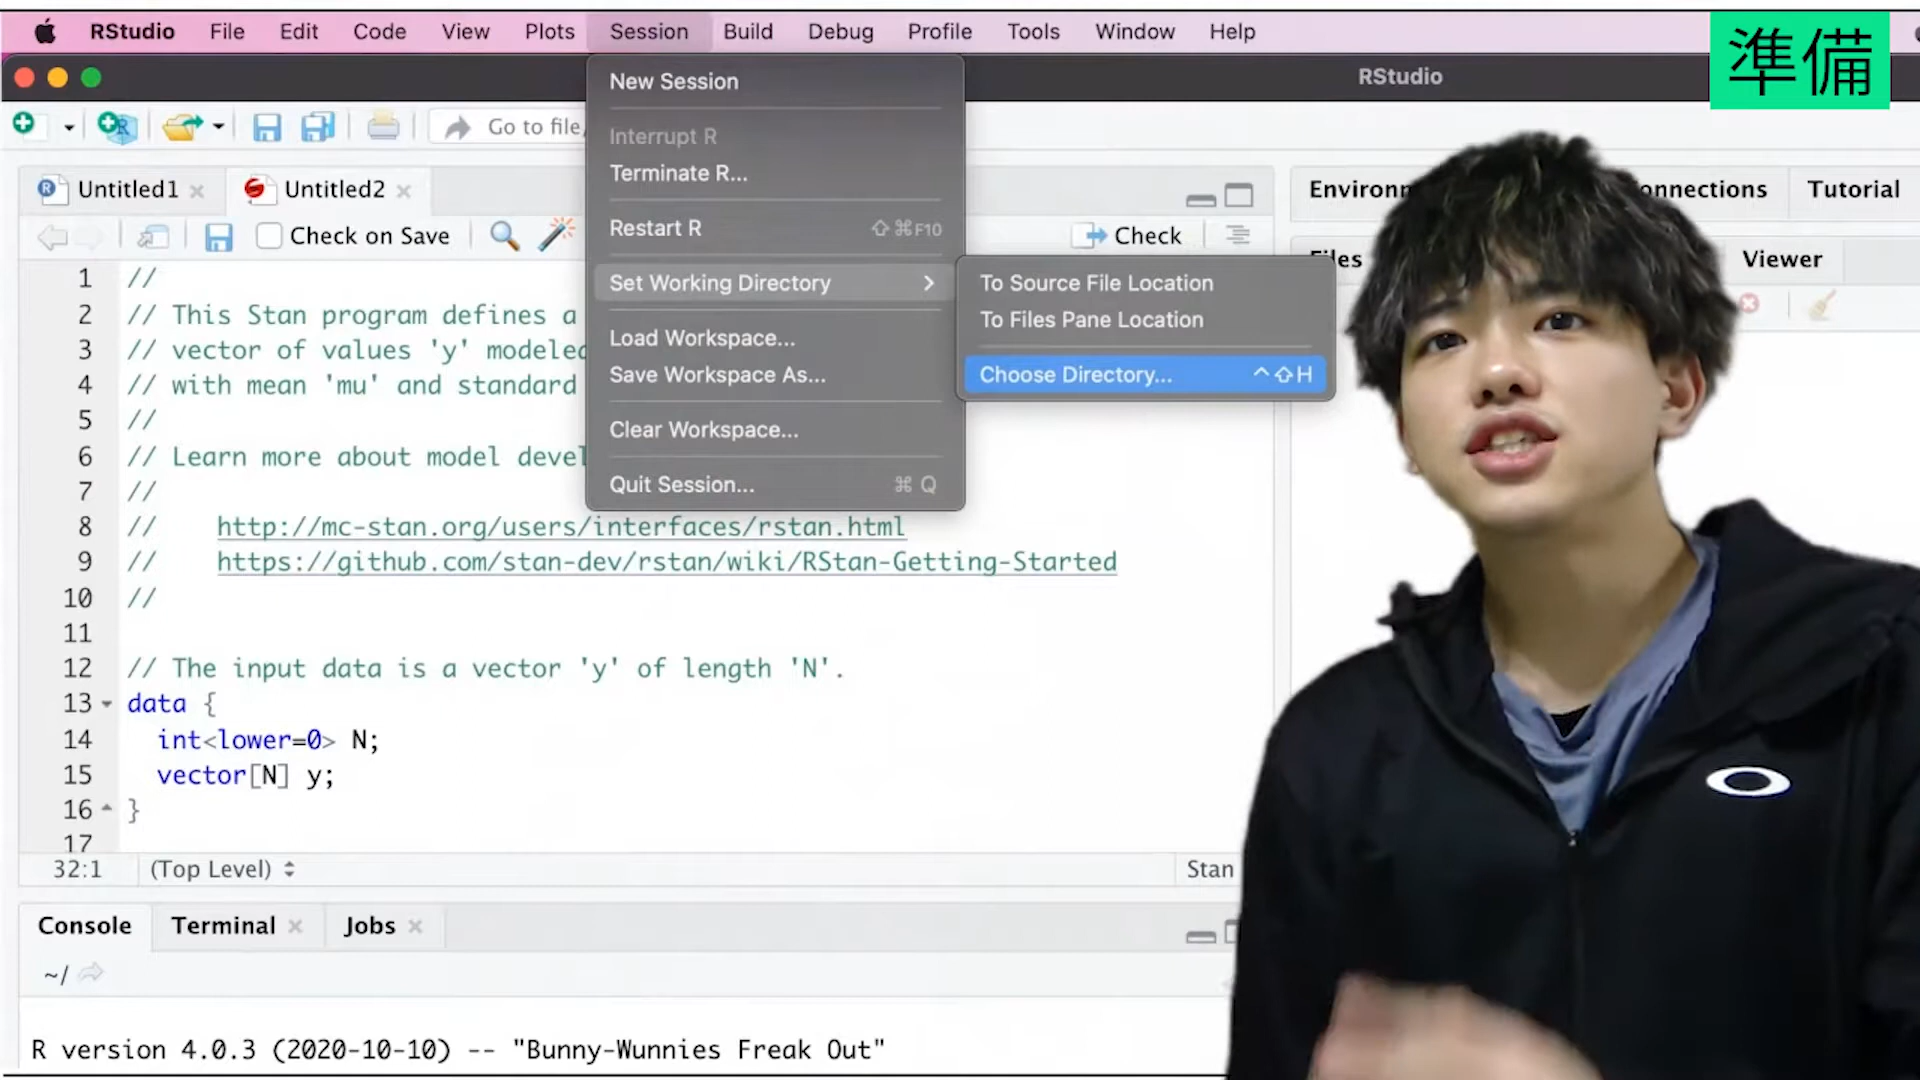 RStudio File Edit Code View Plots Session Build Debug Profile Tools Window Help
準備
RStudio
Go to file/
Untitled1
Untitled2
Check on Save
Check
New Session
Interrupt R
Terminate R...
Restart R ⇧⌘F10
Set Working Directory
Load Workspace...
Save Workspace As...
Clear Workspace...
Quit Session... ⌘ Q
To Source File Location
To Files Pane Location
Choose Directory... ^⇧H
1 //
2 // This Stan program defines a
3 // vector of values 'y' modeled
4 // with mean 'mu' and standard
5 //
6 // Learn more about model devel
7 //
8 // http://mc-stan.org/users/interfaces/rstan.html
9 // https://github.com/stan-dev/rstan/wiki/RStan-Getting-Started
10 //
11
12 // The input data is a vector 'y' of length 'N'.
13 data {
14 int<lower=0> N;
15 vector[N] y;
16 }
17
32:1 (Top Level) Stan
Console Terminal Jobs
~/
R version 4.0.3 (2020-10-10) -- "Bunny-Wunnies Freak Out"
Environ onnections Tutorial
Files Viewer